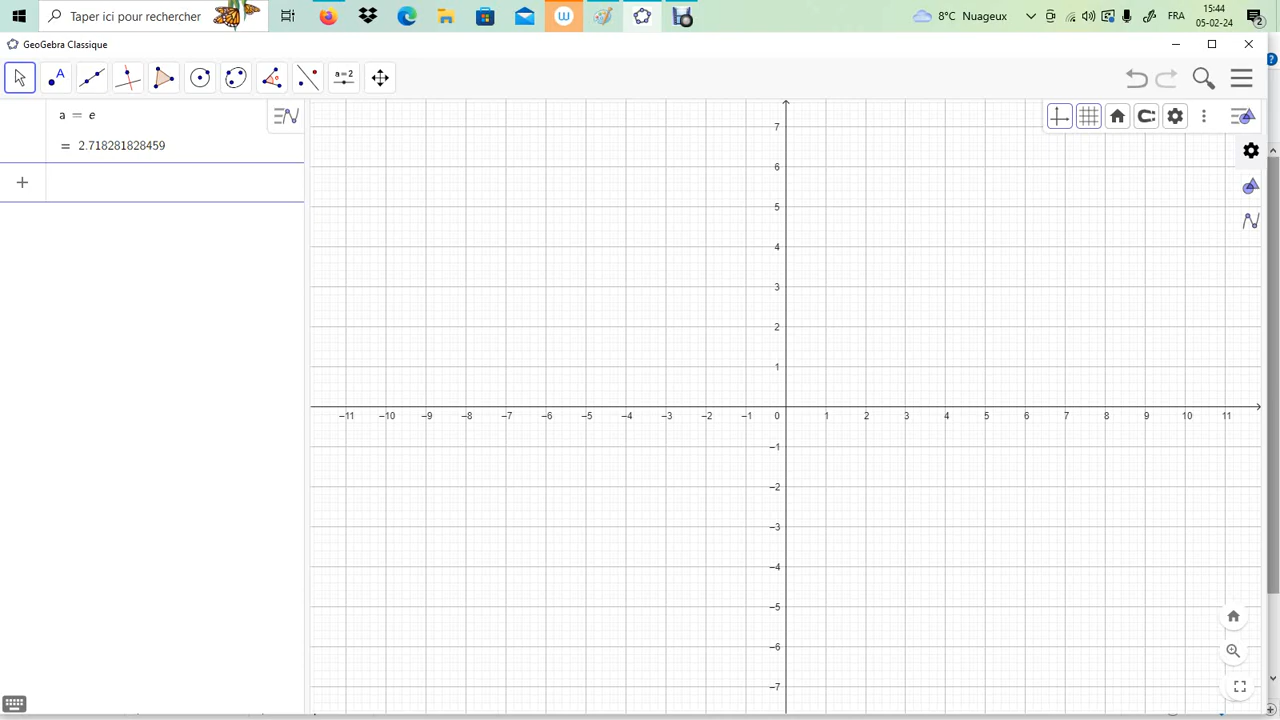 Taper ici pour rechercher
8°C Nuageux
FRA
15:44
05-02-24
2
GeoGebra Classique
A
a=2
a = e
= 2.718281828459
+
7
6
5
4
3
2
1
0
–11 –10 –9 –8 –7 –6 –5 –4 –3 –2 –1 1 2 3 4 5 6 7 8 9 10 11
–1
–2
–3
–4
–5
–6
–7